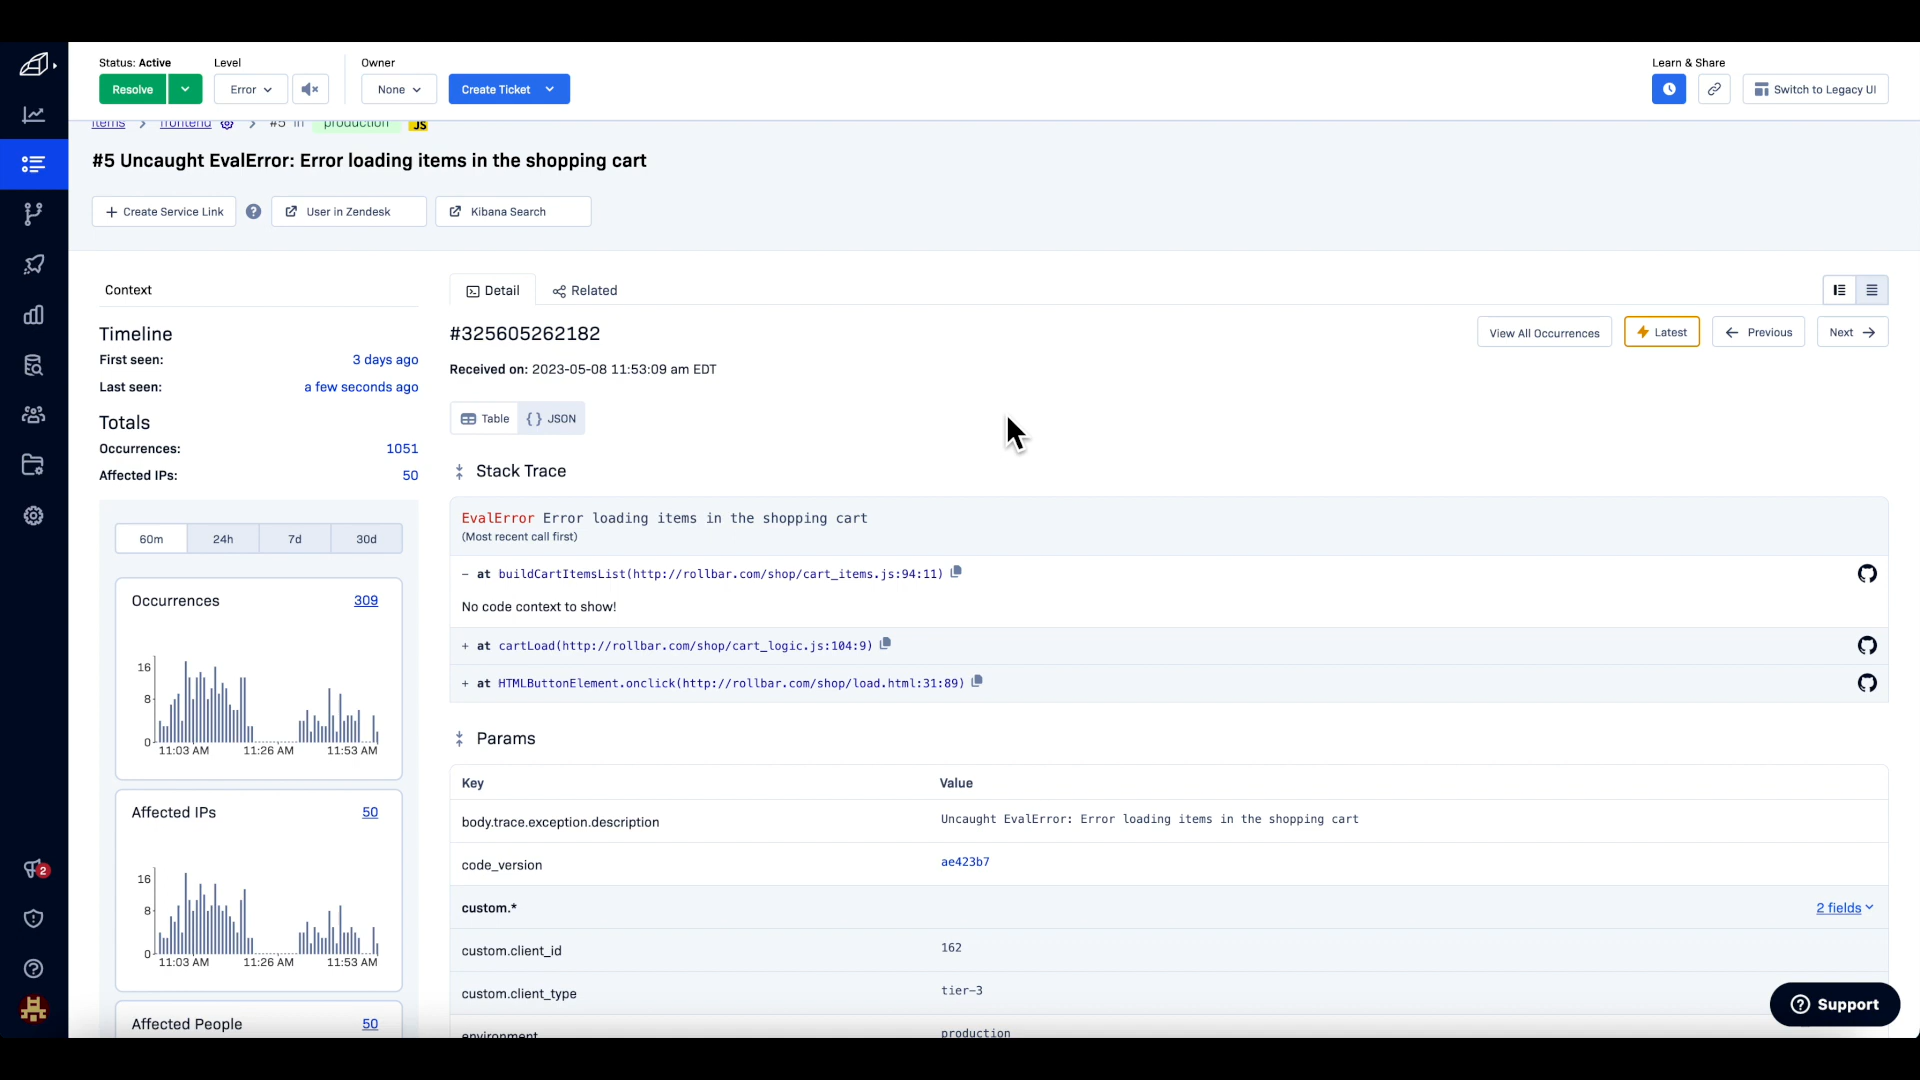 Status: Active
Level
Owner
Learn & Share
Resolve
Error
None
Create Ticket
Switch to Legacy UI
Items > frontend > #5 in production JS
#5 Uncaught EvalError: Error loading items in the shopping cart
+ Create Service Link
?
User in Zendesk
Kibana Search
Context
Detail
Related
Timeline
First seen: 3 days ago
Last seen: a few seconds ago
Totals
Occurrences: 1051
Affected IPs: 50
60m 24h 7d 30d
Occurrences 309
16
8
0
11:03 AM 11:26 AM 11:53 AM
Affected IPs 50
16
8
0
11:03 AM 11:26 AM 11:53 AM
Affected People 50
#325605262182
View All Occurrences
Latest
← Previous
Next →
Received on: 2023-05-08 11:53:09 am EDT
Table
{ } JSON
Stack Trace
EvalError Error loading items in the shopping cart
(Most recent call first)
− at buildCartItemsList(http://rollbar.com/shop/cart_items.js:94:11)
No code context to show!
+ at cartLoad(http://rollbar.com/shop/cart_logic.js:104:9)
+ at HTMLButtonElement.onclick(http://rollbar.com/shop/load.html:31:89)
Params
Key Value
body.trace.exception.description Uncaught EvalError: Error loading items in the shopping cart
code_version ae423b7
custom.* 2 fields
custom.client_id 162
custom.client_type tier-3
environment production
2
? Support